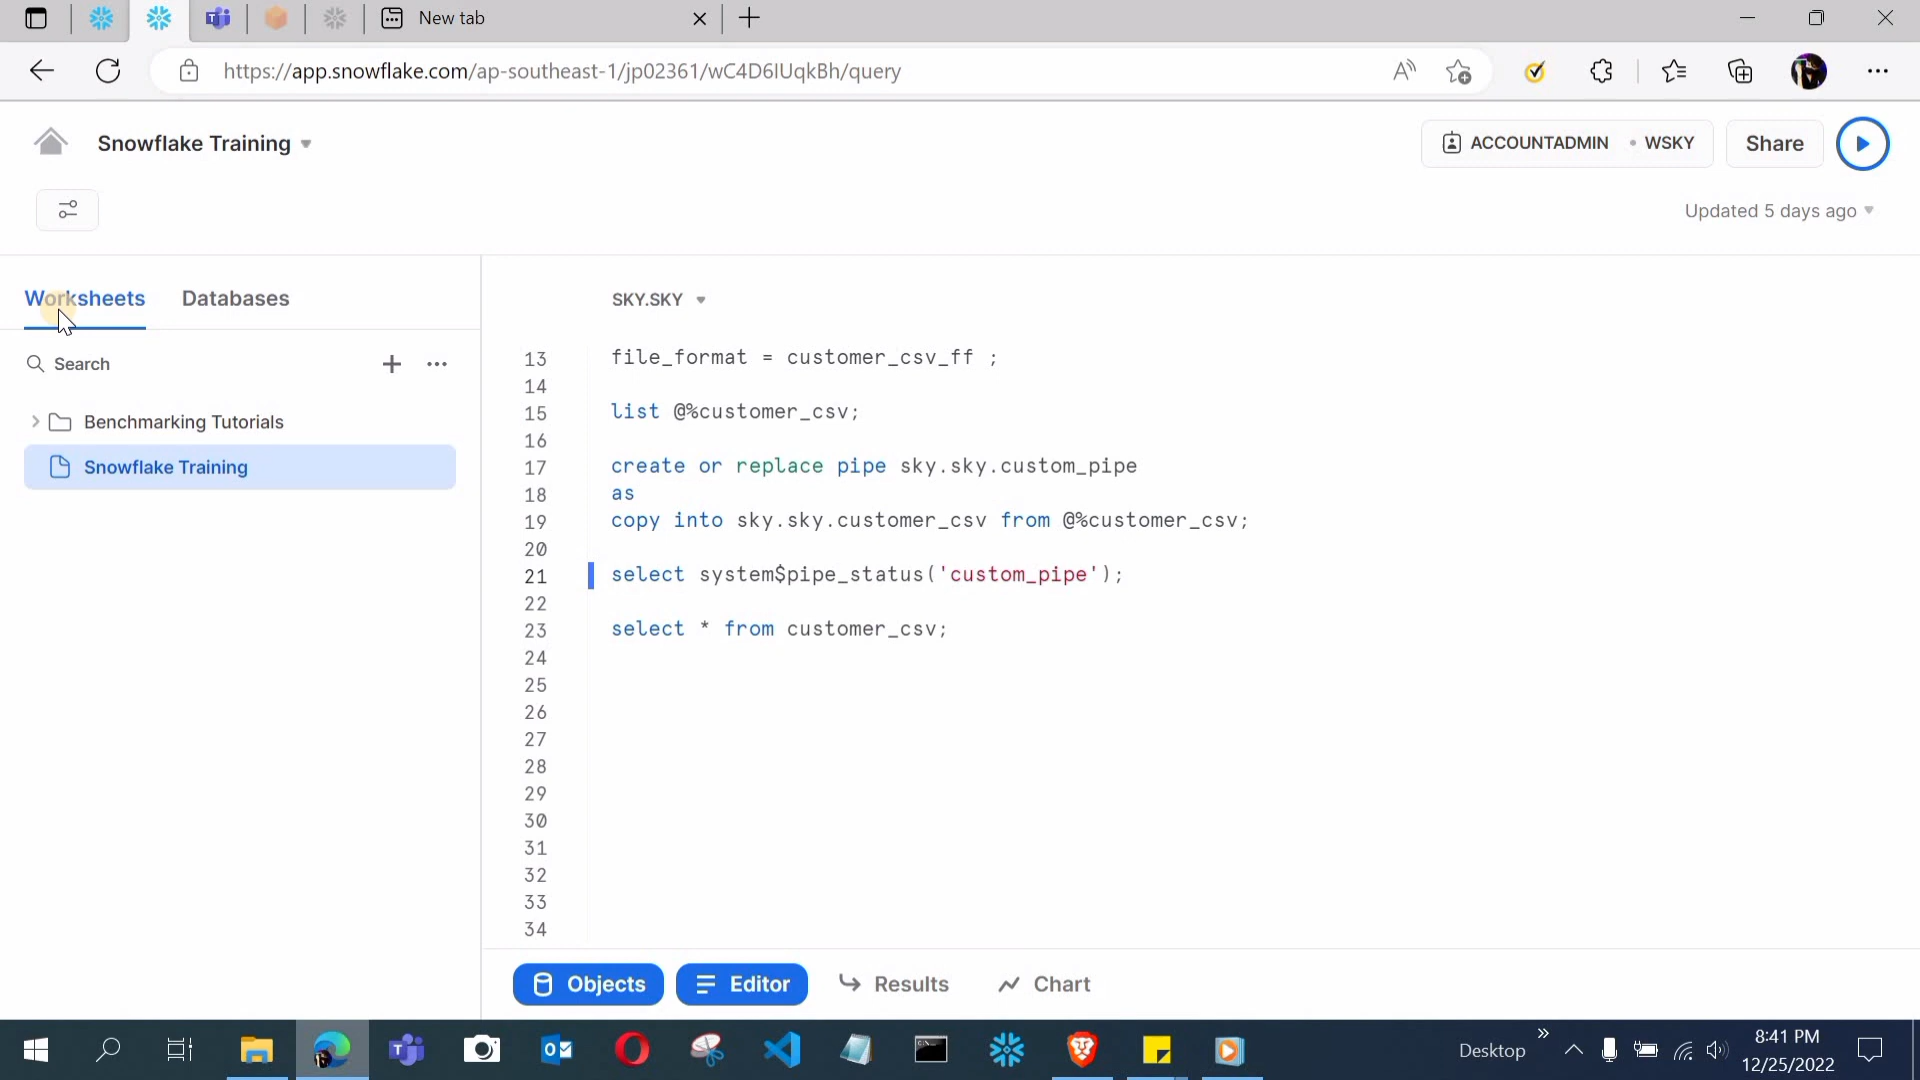 New tab
https://app.snowflake.com/ap-southeast-1/jp02361/wC4D6lUqkBh/query
Snowflake Training
ACCOUNTADMIN • WSKY
Share
Updated 5 days ago
Worksheets
Databases
Search
Benchmarking Tutorials
Snowflake Training
SKY.SKY
13 file_format = customer_csv_ff ;
14
15 list @%customer_csv;
16
17 create or replace pipe sky.sky.custom_pipe
18 as
19 copy into sky.sky.customer_csv from @%customer_csv;
20
21 select system$pipe_status('custom_pipe');
22
23 select * from customer_csv;
24
25
26
27
28
29
30
31
32
33
34
Objects
Editor
Results
Chart
Desktop
8:41 PM
12/25/2022